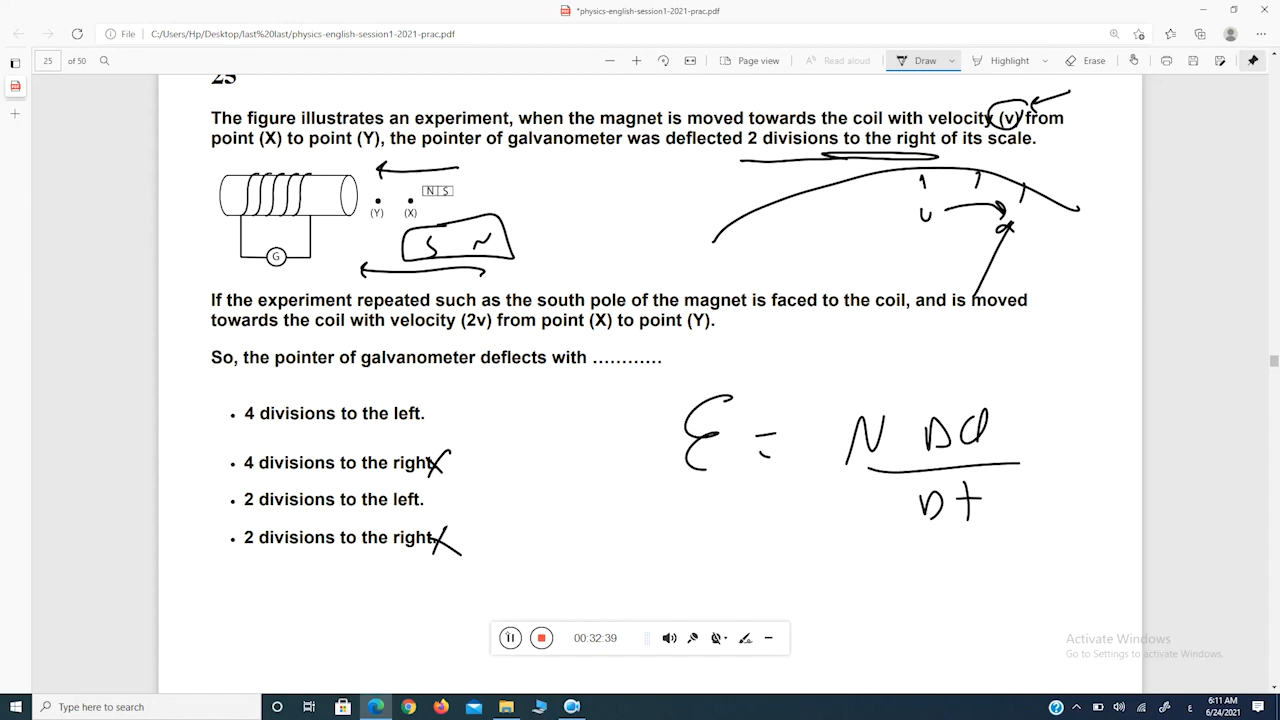 *physics-english-session1-2021-prac.pdf
File C:/Users/Hp/Desktop/last%20last/physics-english-session1-2021-prac.pdf
25 of 50 Page view Read aloud Draw Highlight Erase
25
The figure illustrates an experiment, when the magnet is moved towards the coil with velocity (v) from
point (X) to point (Y), the pointer of galvanometer was deflected 2 divisions to the right of its scale.
N S
(Y) (X)
S N
G
If the experiment repeated such as the south pole of the magnet is faced to the coil, and is moved
towards the coil with velocity (2v) from point (X) to point (Y).
So, the pointer of galvanometer deflects with ............
• 4 divisions to the left.
• 4 divisions to the right
• 2 divisions to the left.
• 2 divisions to the right.
00:32:39
Activate Windows
Go to Settings to activate Windows.
Type here to search
6:11 AM
6/24/2021